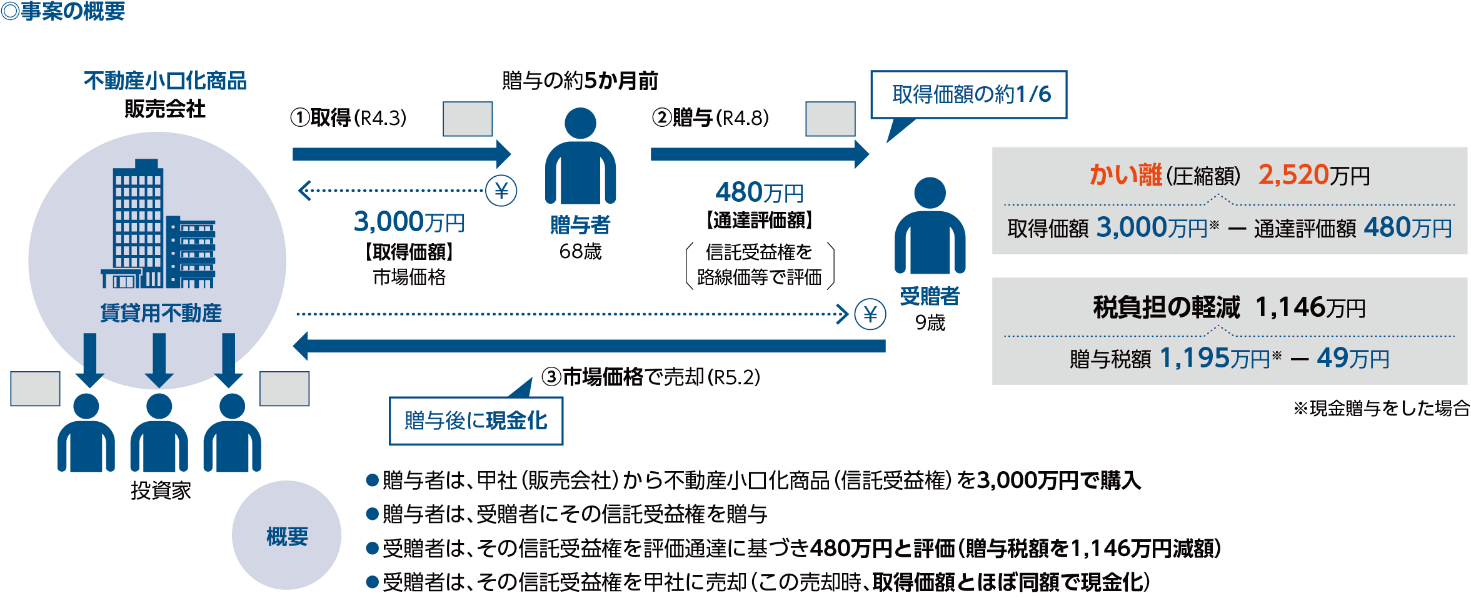 ◎事案の概要
不動産小口化商品
販売会社
賃貸用不動産
投資家
①取得(R4.3)
¥
3,000万円
【取得価額】
市場価格
贈与の約5か月前
贈与者
68歳
②贈与(R4.8)
480万円
【通達評価額】
(信託受益権を
路線価等で評価)
取得価額の約1/6
受贈者
9歳
¥
③市場価格で売却(R5.2)
贈与後に現金化
かい離(圧縮額) 2,520万円
取得価額 3,000万円※ − 通達評価額 480万円
税負担の軽減 1,146万円
贈与税額 1,195万円※ − 49万円
※現金贈与をした場合
概要
●贈与者は、甲社(販売会社)から不動産小口化商品(信託受益権)を3,000万円で購入
●贈与者は、受贈者にその信託受益権を贈与
●受贈者は、その信託受益権を評価通達に基づき480万円と評価(贈与税額を1,146万円減額)
●受贈者は、その信託受益権を甲社に売却(この売却時、取得価額とほぼ同額で現金化)